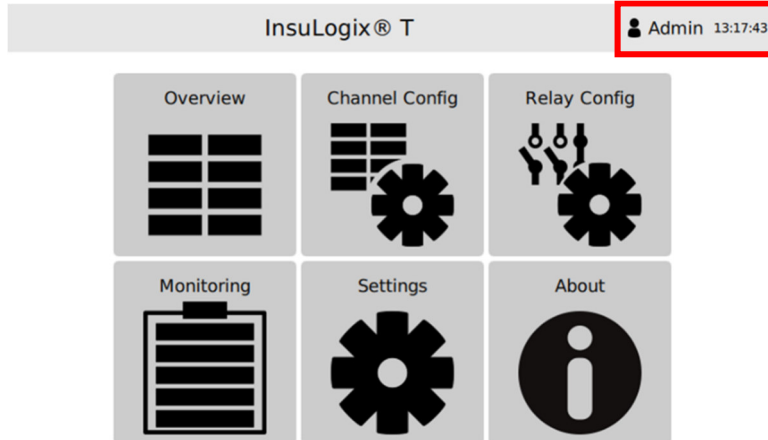 InsuLogix® T
Admin 13:17:43
Overview
Channel Config
Relay Config
Monitoring
Settings
About